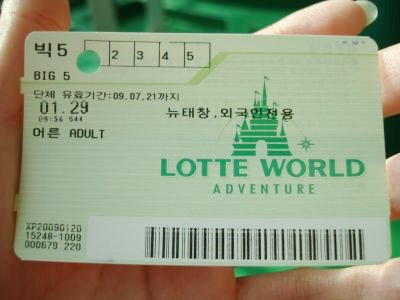 빅5 2 3 4 5
BIG 5
단체 유효기간:09.07.21까지
01.29
09:36 544
뉴태창,외국인전용
어른 ADULT
LOTTE WORLD
ADVENTURE
XP20090120
15248-1009
000679 220